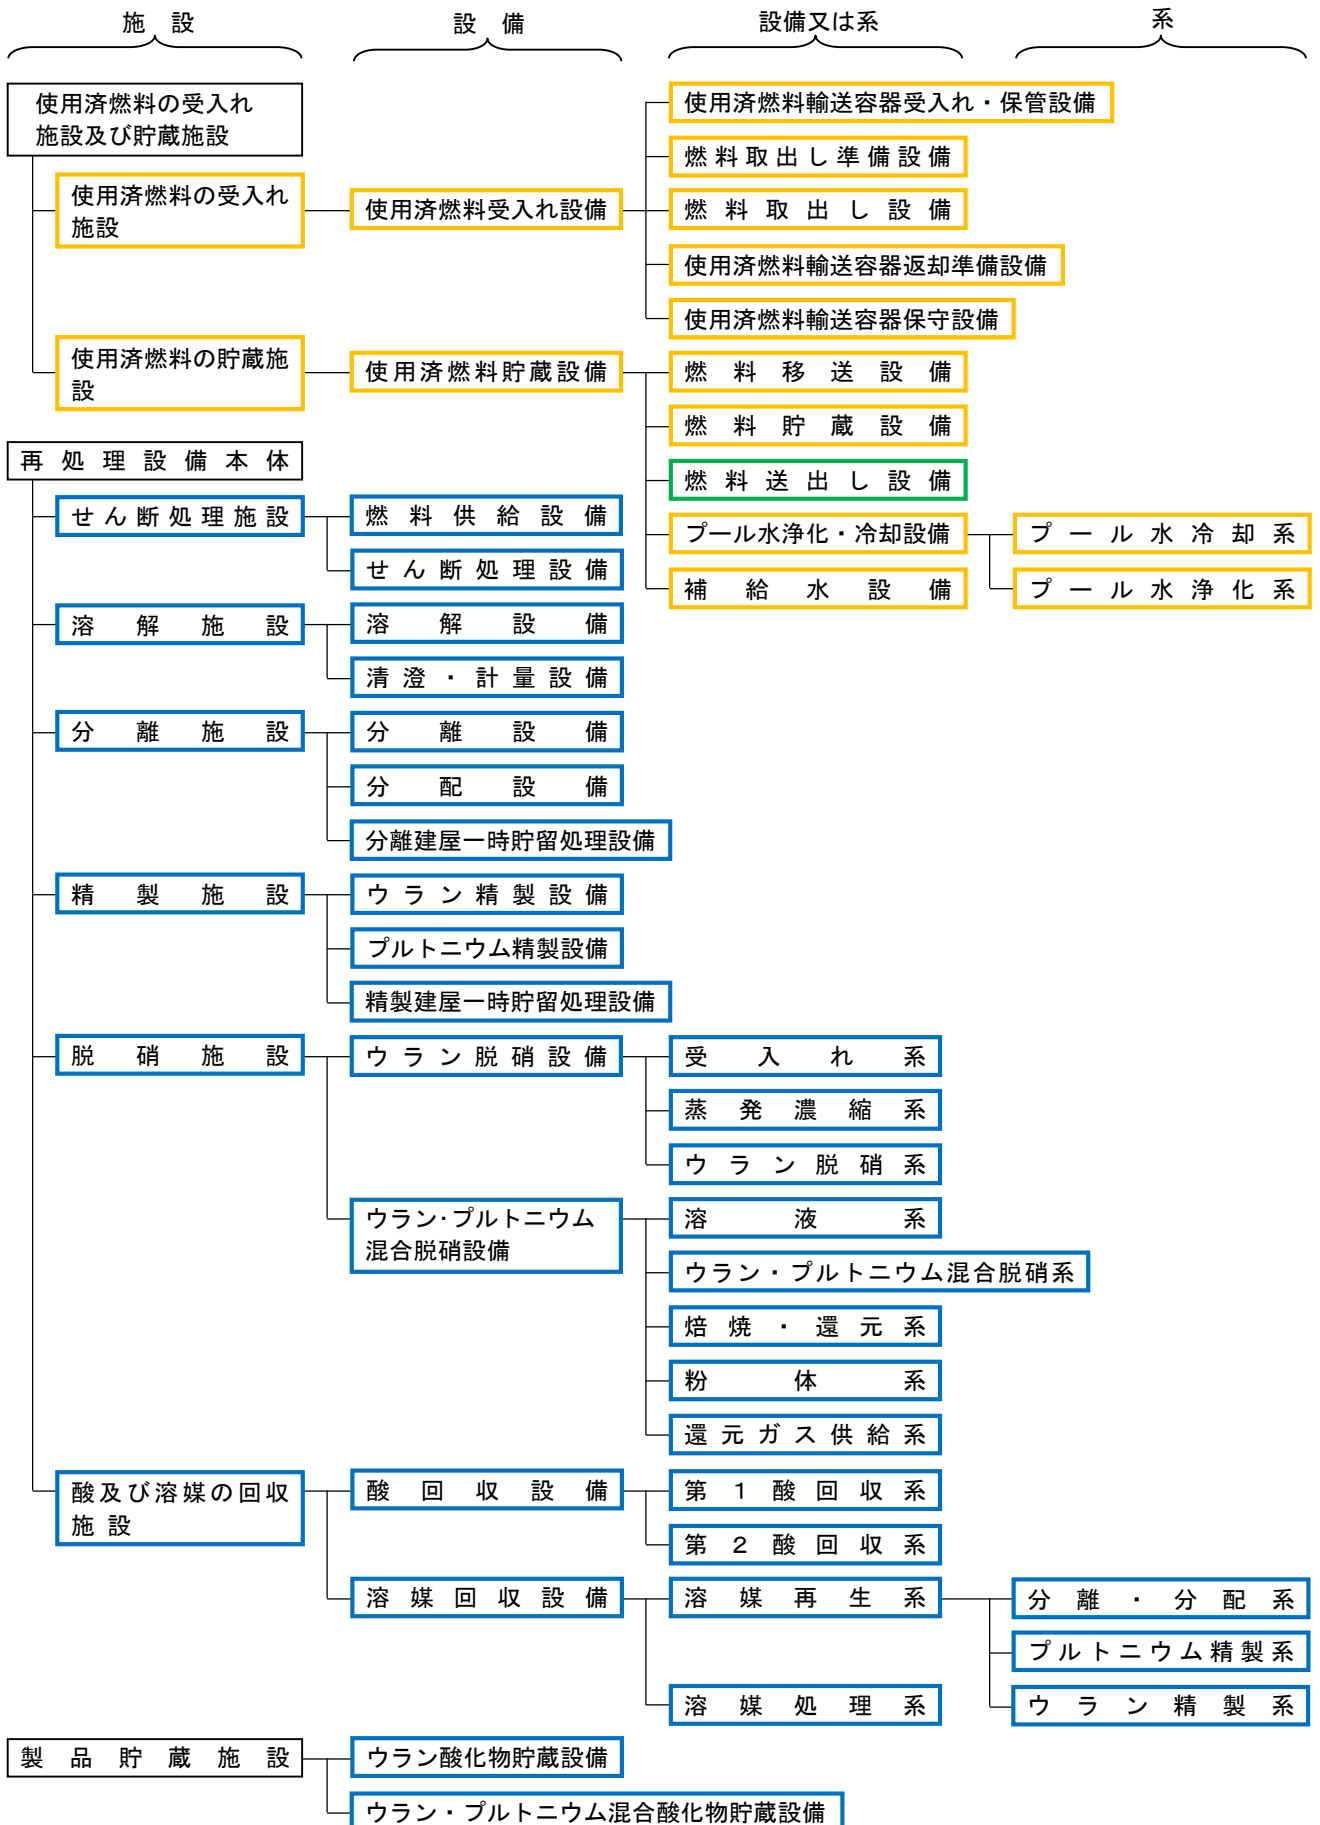 施設
設備
設備又は系
系
使用済燃料の受入れ
施設及び貯蔵施設
使用済燃料の受入れ
施設
使用済燃料受入れ設備
使用済燃料輸送容器受入れ・保管設備
燃料取出し準備設備
燃料取出し設備
使用済燃料輸送容器返却準備設備
使用済燃料輸送容器保守設備
使用済燃料の貯蔵施
設
使用済燃料貯蔵設備
燃料移送設備
燃料貯蔵設備
燃料送出し設備
プール水浄化・冷却設備
プール水冷却系
プール水浄化系
補給水設備
再処理設備本体
せん断処理施設
燃料供給設備
せん断処理設備
溶解施設
溶解設備
清澄・計量設備
分離施設
分離設備
分配設備
分離建屋一時貯留処理設備
精製施設
ウラン精製設備
プルトニウム精製設備
精製建屋一時貯留処理設備
脱硝施設
ウラン脱硝設備
受入れ系
蒸発濃縮系
ウラン脱硝系
ウラン・プルトニウム
混合脱硝設備
溶液系
ウラン・プルトニウム混合脱硝系
焙焼・還元系
粉体系
還元ガス供給系
酸及び溶媒の回収
施設
酸回収設備
第1酸回収系
第2酸回収系
溶媒回収設備
溶媒再生系
分離・分配系
プルトニウム精製系
ウラン精製系
溶媒処理系
製品貯蔵施設
ウラン酸化物貯蔵設備
ウラン・プルトニウム混合酸化物貯蔵設備